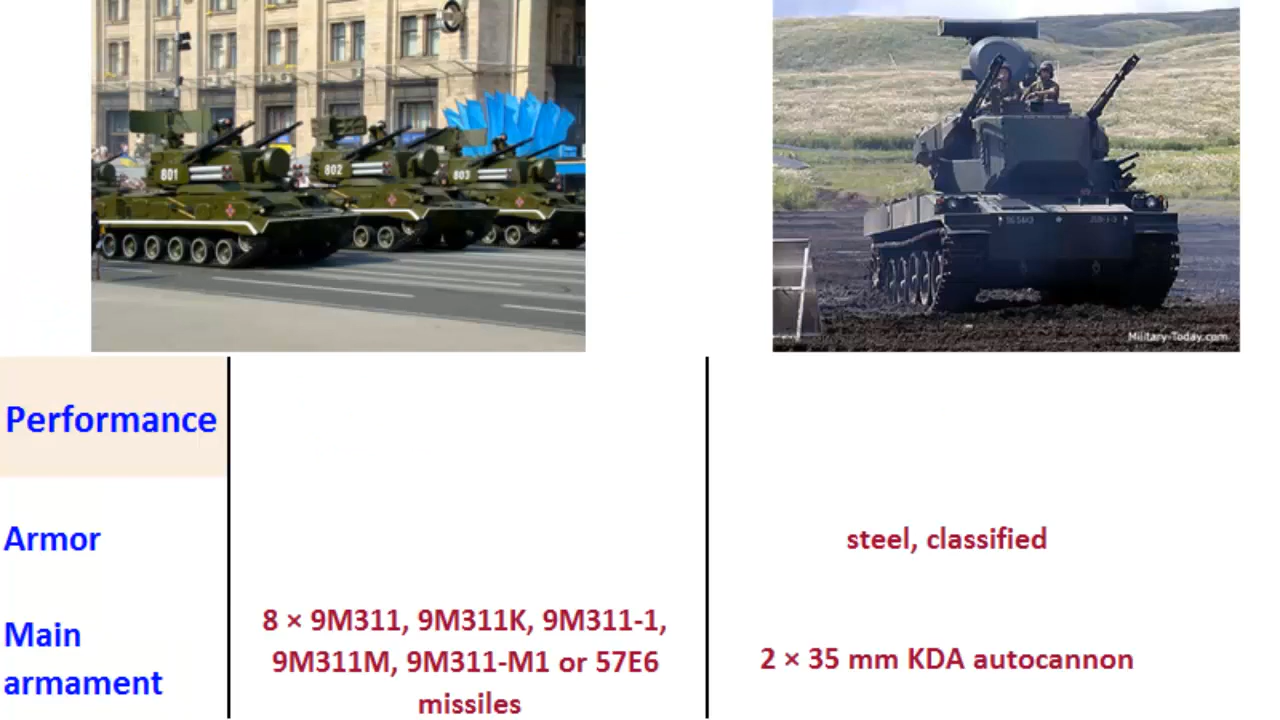 801
802
803
Military-Today.com
Performance
Armor
steel, classified
Main
armament
8 × 9M311, 9M311K, 9M311-1,
9M311M, 9M311-M1 or 57E6
missiles
2 × 35 mm KDA autocannon